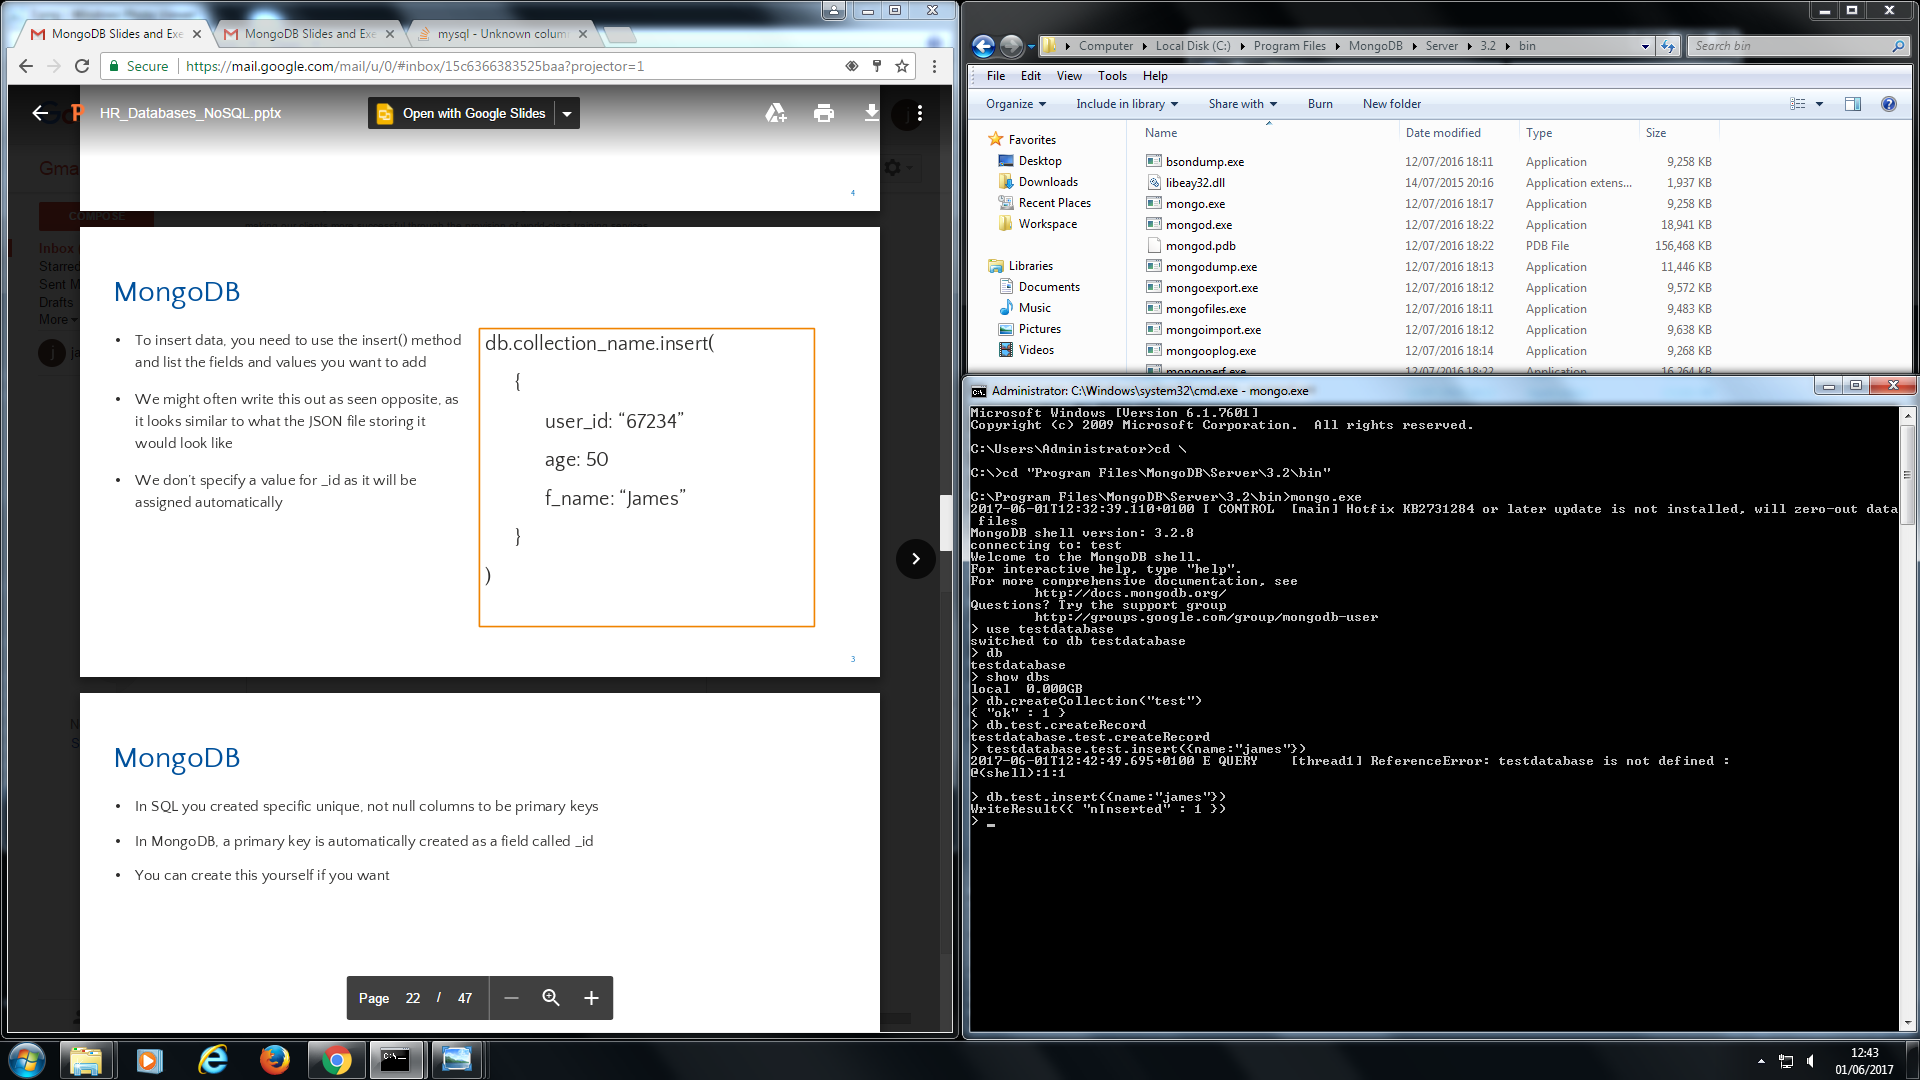 MongoDB Slides and Exe
MongoDB Slides and Exe
mysql - Unknown colum
Secure
https://mail.google.com/mail/u/0/#inbox/15c6366383525baa?projector=1
HR_Databases_NoSQL.pptx
Open with Google Slides
COMPOSE
Inbox
Starred
Sent M
Drafts
More
4
MongoDB
• To insert data, you need to use the insert() method
and list the fields and values you want to add
• We might often write this out as seen opposite, as
it looks similar to what the JSON file storing it
would look like
• We don't specify a value for _id as it will be
assigned automatically
db.collection_name.insert(
{
user_id: “67234”
age: 50
f_name: “James”
}
)
3
MongoDB
• In SQL you created specific unique, not null columns to be primary keys
• In MongoDB, a primary key is automatically created as a field called _id
• You can create this yourself if you want
Page 22 / 47
Computer
Local Disk (C:)
Program Files
MongoDB
Server
3.2
bin
Search bin
File Edit View Tools Help
Organize
Include in library
Share with
Burn
New folder
Favorites
Desktop
Downloads
Recent Places
Workspace
Libraries
Documents
Music
Pictures
Videos
Name Date modified Type Size
bsondump.exe 12/07/2016 18:11 Application 9,258 KB
libeay32.dll 14/07/2015 20:16 Application extens... 1,937 KB
mongo.exe 12/07/2016 18:17 Application 9,258 KB
mongod.exe 12/07/2016 18:22 Application 18,941 KB
mongod.pdb 12/07/2016 18:22 PDB File 156,468 KB
mongodump.exe 12/07/2016 18:13 Application 11,446 KB
mongoexport.exe 12/07/2016 18:12 Application 9,572 KB
mongofiles.exe 12/07/2016 18:11 Application 9,483 KB
mongoimport.exe 12/07/2016 18:12 Application 9,638 KB
mongooplog.exe 12/07/2016 18:14 Application 9,268 KB
mongoperf.exe 12/07/2016 18:22 Application 16,264 KB
Administrator: C:\Windows\system32\cmd.exe - mongo.exe
Microsoft Windows [Version 6.1.7601]
Copyright (c) 2009 Microsoft Corporation.  All rights reserved.
C:\Users\Administrator>cd \
C:\>cd "Program Files\MongoDB\Server\3.2\bin"
C:\Program Files\MongoDB\Server\3.2\bin>mongo.exe
2017-06-01T12:32:39.110+0100 I CONTROL  [main] Hotfix KB2731284 or later update is not installed, will zero-out data
files
MongoDB shell version: 3.2.8
connecting to: test
Welcome to the MongoDB shell.
For interactive help, type "help".
For more comprehensive documentation, see
http://docs.mongodb.org/
Questions? Try the support group
http://groups.google.com/group/mongodb-user
> use testdatabase
switched to db testdatabase
> db
testdatabase
> show dbs
local  0.000GB
> db.createCollection("test")
{ "ok" : 1 }
> db.test.createRecord
testdatabase.test.createRecord
> testdatabase.test.insert({name:"james"})
2017-06-01T12:42:49.695+0100 E QUERY    [thread1] ReferenceError: testdatabase is not defined :
@(shell):1:1
> db.test.insert({name:"james"})
WriteResult({ "nInserted" : 1 })
>
12:43
01/06/2017